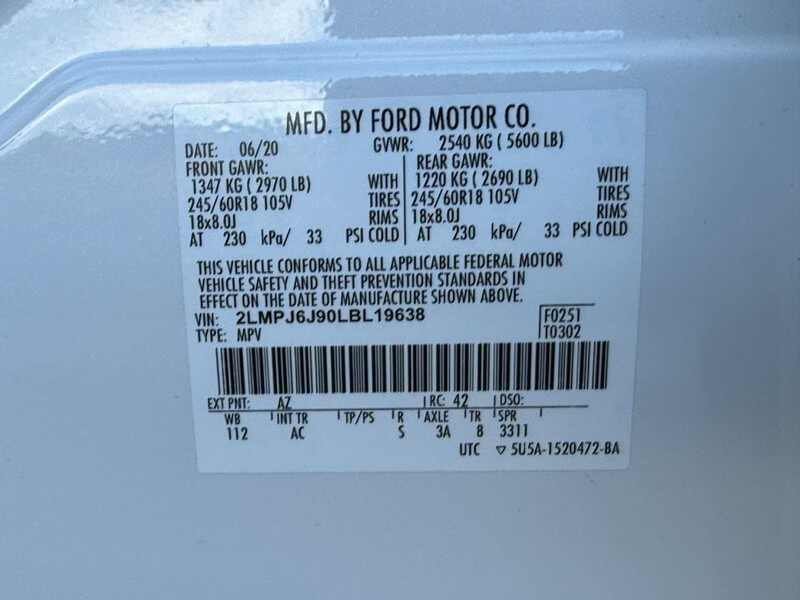 MFD. BY FORD MOTOR CO.
DATE: 06/20 GVWR: 2540 KG ( 5600 LB)
FRONT GAWR: REAR GAWR:
1347 KG ( 2970 LB) WITH 1220 KG ( 2690 LB) WITH
245/60R18 105V TIRES 245/60R18 105V TIRES
18x8.0J RIMS 18x8.0J RIMS
AT 230 kPa/ 33 PSI COLD AT 230 kPa/ 33 PSI COLD
THIS VEHICLE CONFORMS TO ALL APPLICABLE FEDERAL MOTOR
VEHICLE SAFETY AND THEFT PREVENTION STANDARDS IN
EFFECT ON THE DATE OF MANUFACTURE SHOWN ABOVE.
VIN: 2LMPJ6J90LBL19638 F0251
TYPE: MPV T0302
EXT PNT: AZ RC: 42 DSO:
WB INT TR TP/PS R AXLE TR SPR
112 AC S 3A 8 3311
UTC ▽ 5U5A-1520472-BA